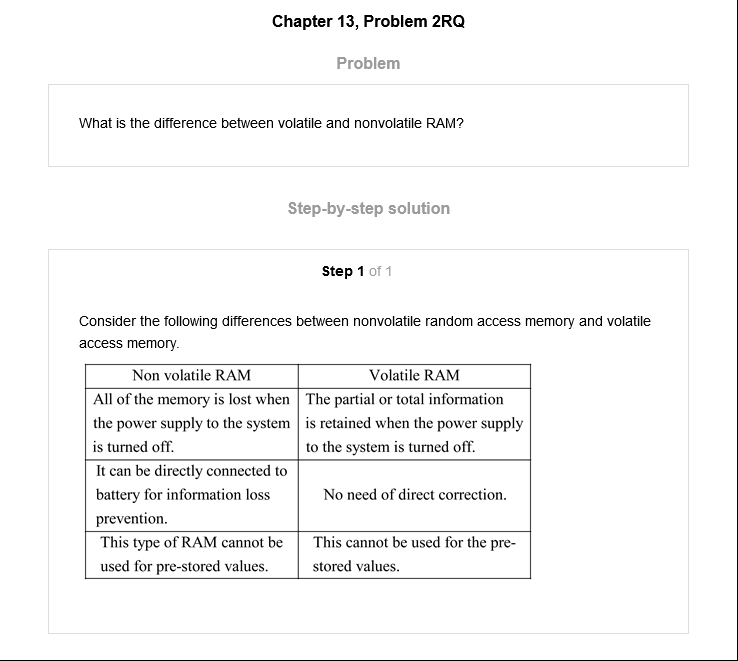 Chapter 13, Problem 2RQ
Problem
What is the difference between volatile and nonvolatile RAM?
Step-by-step solution
Step 1 of 1
Consider the following differences between nonvolatile random access memory and volatile
access memory.
Non volatile RAM
Volatile RAM
All of the memory is lost when
the power supply to the system
is turned off.
The partial or total information
is retained when the power supply
to the system is turned off.
It can be directly connected to
battery for information loss
prevention.
No need of direct correction.
This type of RAM cannot be
used for pre-stored values.
This cannot be used for the pre-
stored values.